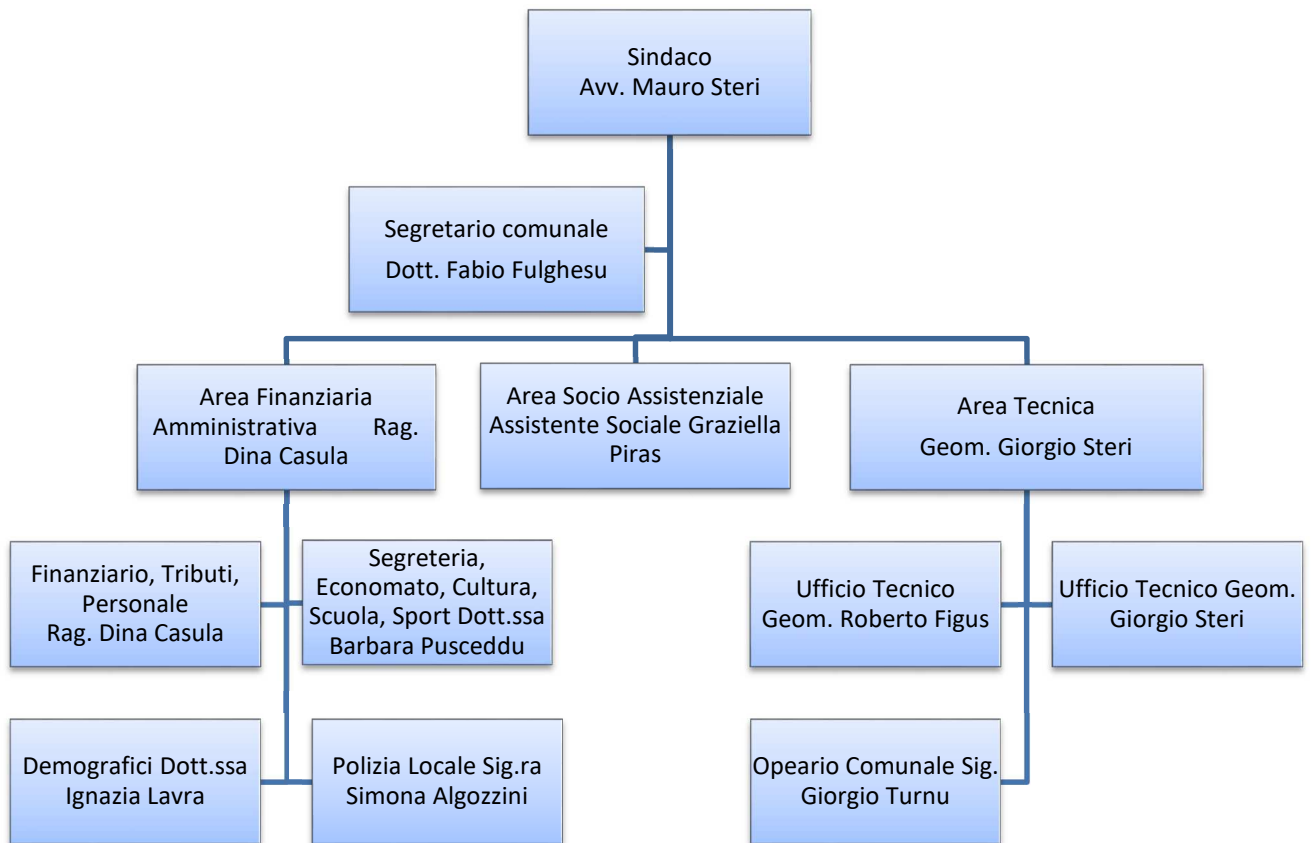 Sindaco
Avv. Mauro Steri
Segretario comunale
Dott. Fabio Fulghesu
Area Finanziaria
Amministrativa Rag.
Dina Casula
Area Socio Assistenziale
Assistente Sociale Graziella
Piras
Area Tecnica
Geom. Giorgio Steri
Finanziario, Tributi,
Personale
Rag. Dina Casula
Segreteria,
Economato, Cultura,
Scuola, Sport Dott.ssa
Barbara Pusceddu
Ufficio Tecnico
Geom. Roberto Figus
Ufficio Tecnico Geom.
Giorgio Steri
Demografici Dott.ssa
Ignazia Lavra
Polizia Locale Sig.ra
Simona Algozzini
Opeario Comunale Sig.
Giorgio Turnu